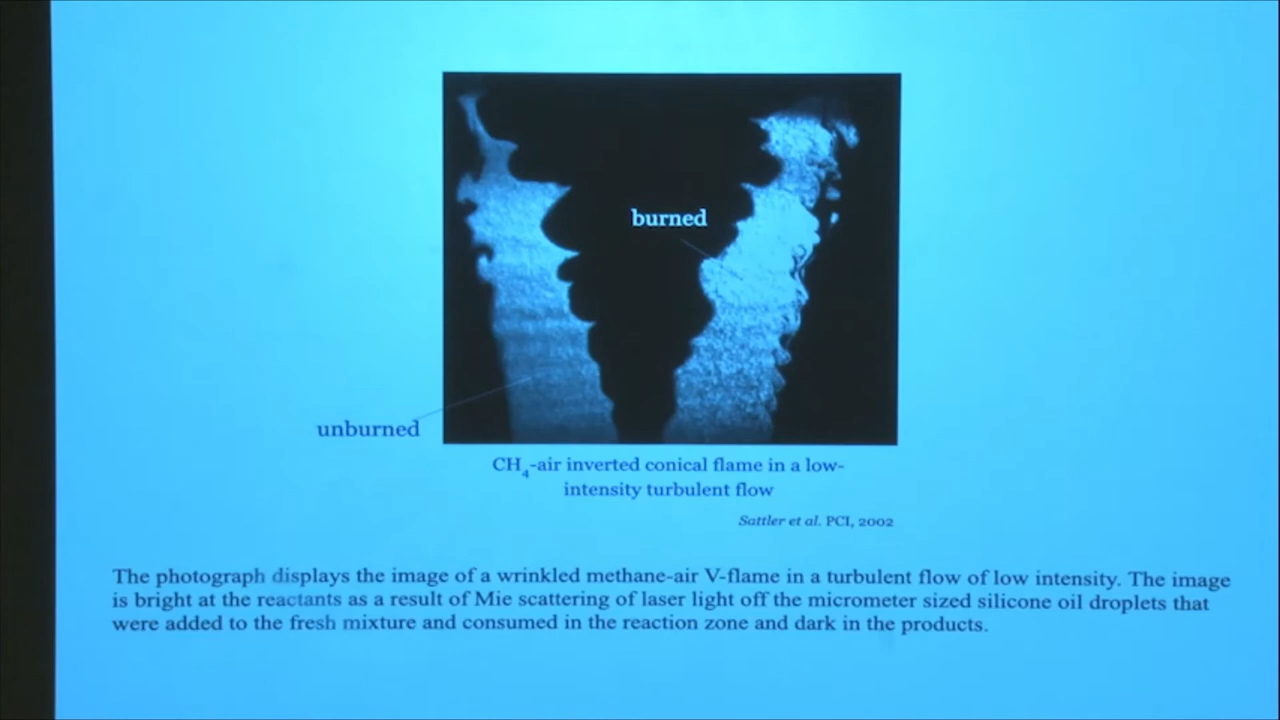 burned
unburned
CH₄-air inverted conical flame in a low-
intensity turbulent flow
Sattler et al. PCI, 2002
The photograph displays the image of a wrinkled methane-air V-flame in a turbulent flow of low intensity. The image
is bright at the reactants as a result of Mie scattering of laser light off the micrometer sized silicone oil droplets that
were added to the fresh mixture and consumed in the reaction zone and dark in the products.